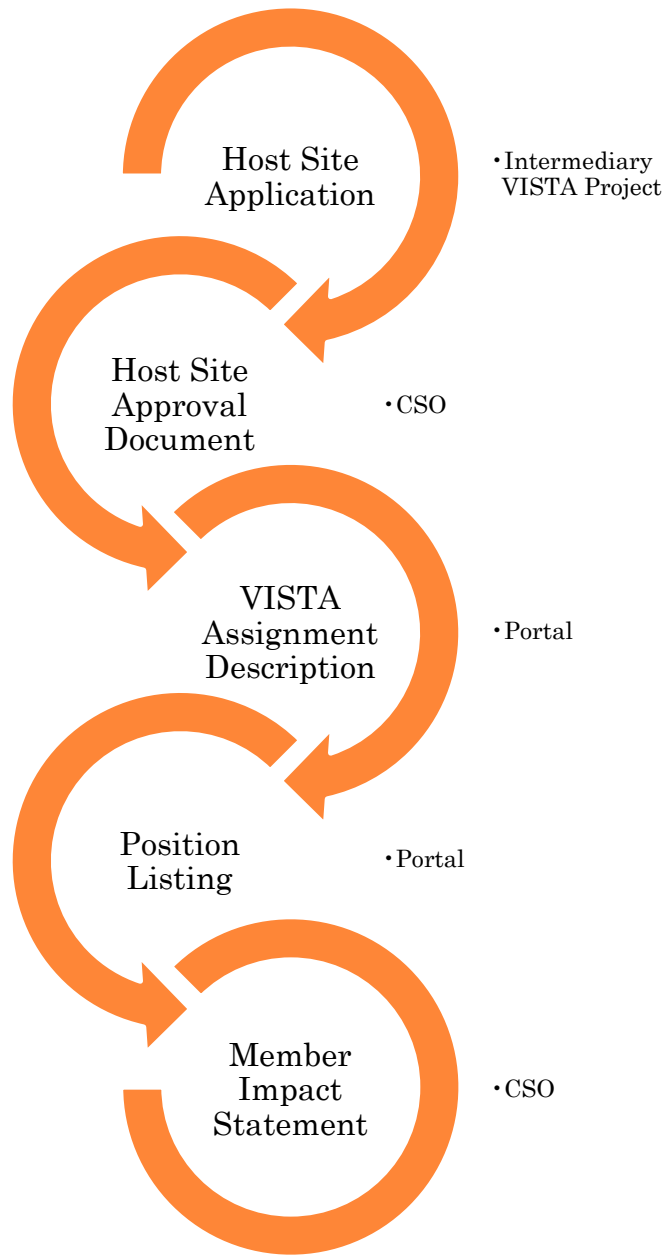 Host Site
Application
·Intermediary
VISTA Project
Host Site
Approval
Document
·CSO
VISTA
Assignment
Description
·Portal
Position
Listing
·Portal
Member
Impact
Statement
·CSO